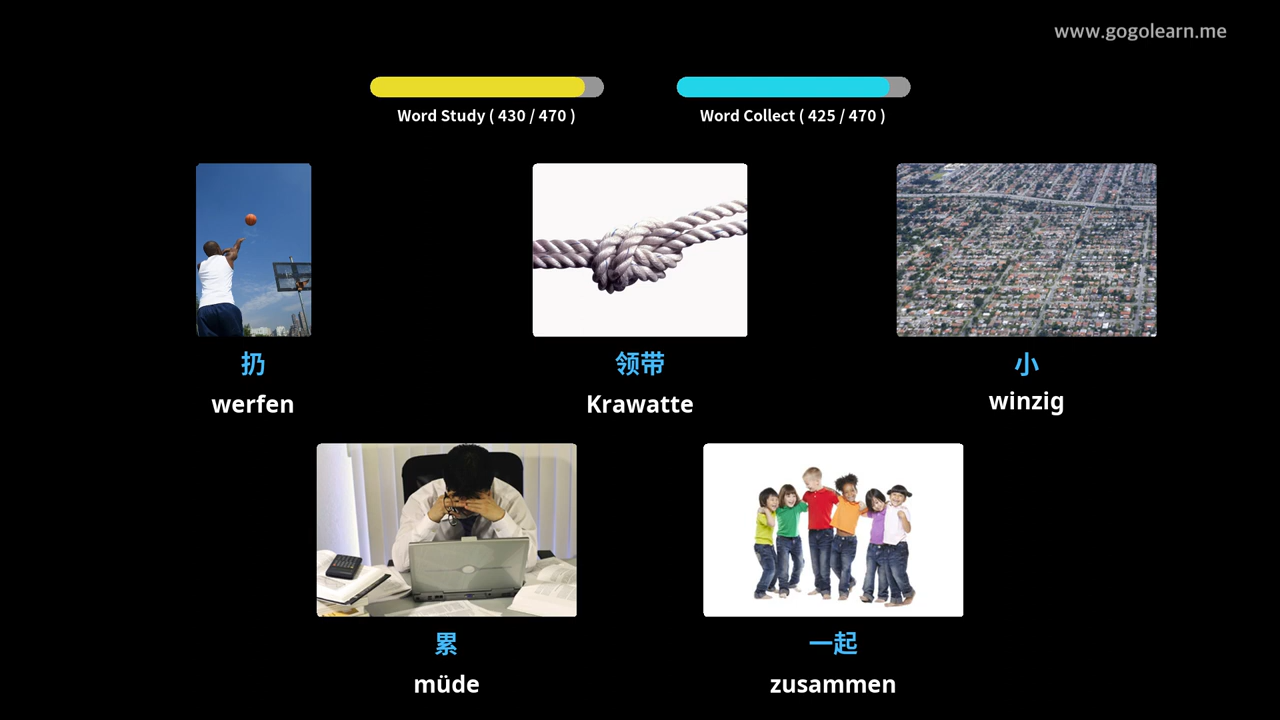 www.gogolearn.me
Word Study ( 430 / 470 )
Word Collect ( 425 / 470 )
扔
werfen
领带
Krawatte
小
winzig
累
müde
一起
zusammen